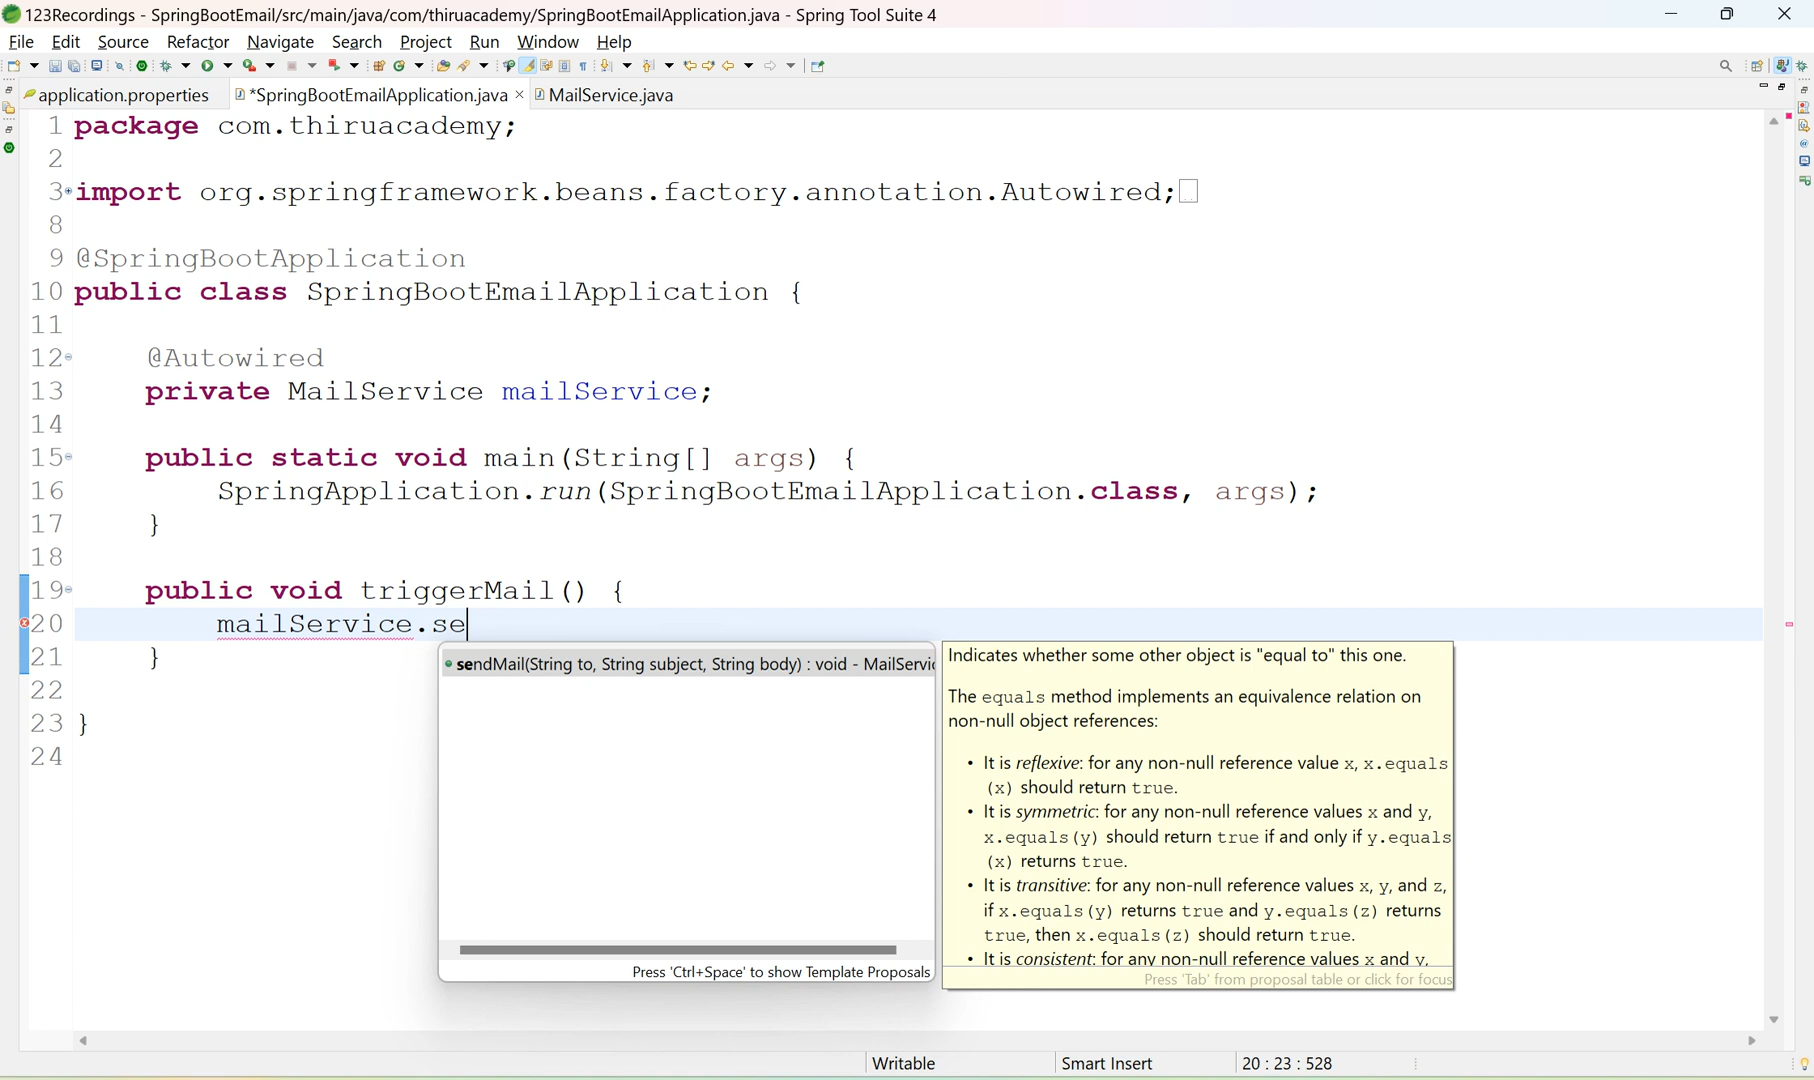 123Recordings - SpringBootEmail/src/main/java/com/thiruacademy/SpringBootEmailApplication.java - Spring Tool Suite 4
File Edit Source Refactor Navigate Search Project Run Window Help
application.properties *SpringBootEmailApplication.java MailService.java
1 package com.thiruacademy;
2
3 import org.springframework.beans.factory.annotation.Autowired;
8
9 @SpringBootApplication
10 public class SpringBootEmailApplication {
11
12 @Autowired
13 private MailService mailService;
14
15 public static void main(String[] args) {
16 SpringApplication.run(SpringBootEmailApplication.class, args);
17 }
18
19 public void triggerMail() {
20 mailService.se
21 }
22
23 }
24
sendMail(String to, String subject, String body) : void - MailServic
Press 'Ctrl+Space' to show Template Proposals
Indicates whether some other object is "equal to" this one.
The equals method implements an equivalence relation on
non-null object references:
• It is reflexive: for any non-null reference value x, x.equals
(x) should return true.
• It is symmetric: for any non-null reference values x and y,
x.equals(y) should return true if and only if y.equals
(x) returns true.
• It is transitive: for any non-null reference values x, y, and z,
if x.equals(y) returns true and y.equals(z) returns
true, then x.equals(z) should return true.
• It is consistent: for any non-null reference values x and y,
Press 'Tab' from proposal table or click for focus
Writable Smart Insert 20 : 23 : 528